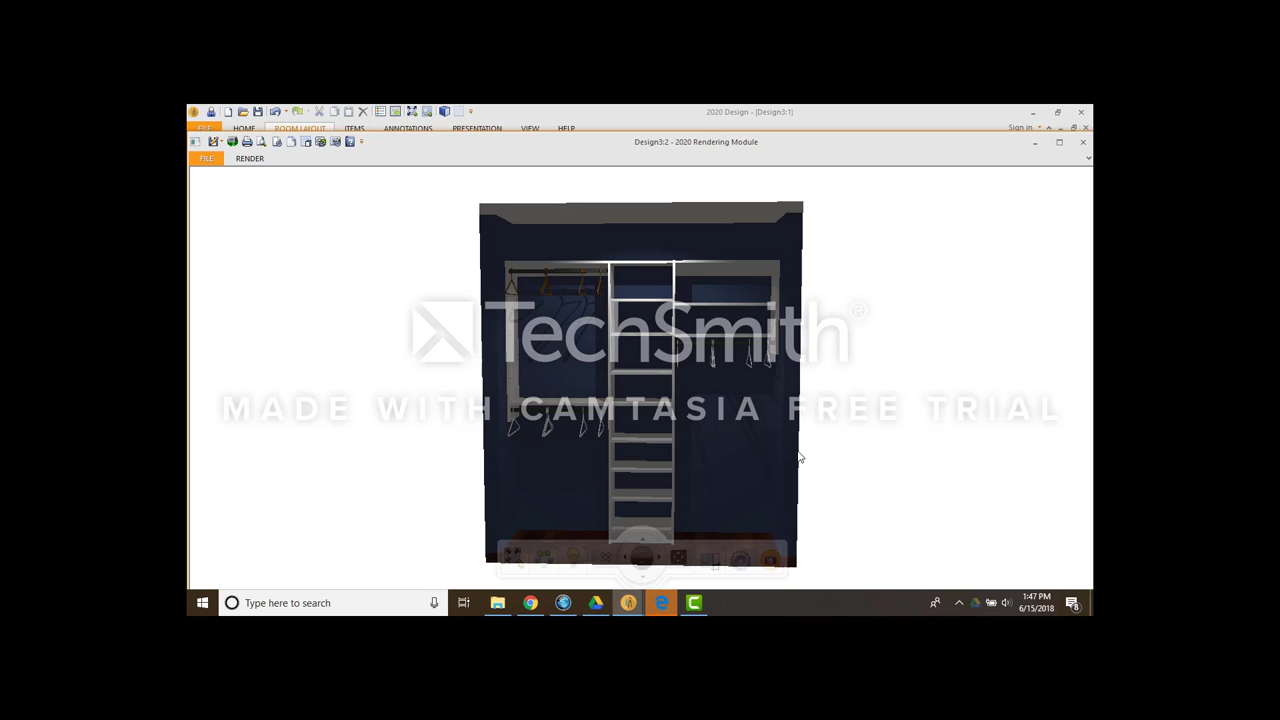 2020 Design - [Design3:1]
FILE HOME ROOM LAYOUT ITEMS ANNOTATIONS PRESENTATION VIEW HELP Sign in
Design3:2 - 2020 Rendering Module
FILE RENDER
TechSmith®
MADE WITH CAMTASIA FREE TRIAL
Type here to search
1:47 PM
6/15/2018
8